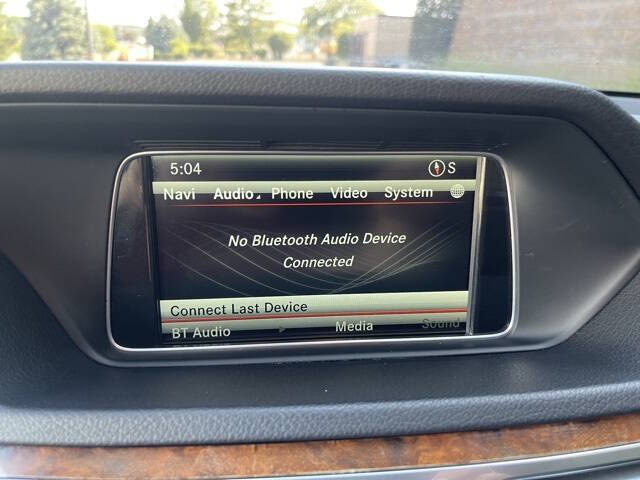 5:04 S
Navi Audio Phone Video System
No Bluetooth Audio Device
Connected
Connect Last Device
BT Audio Media Sound